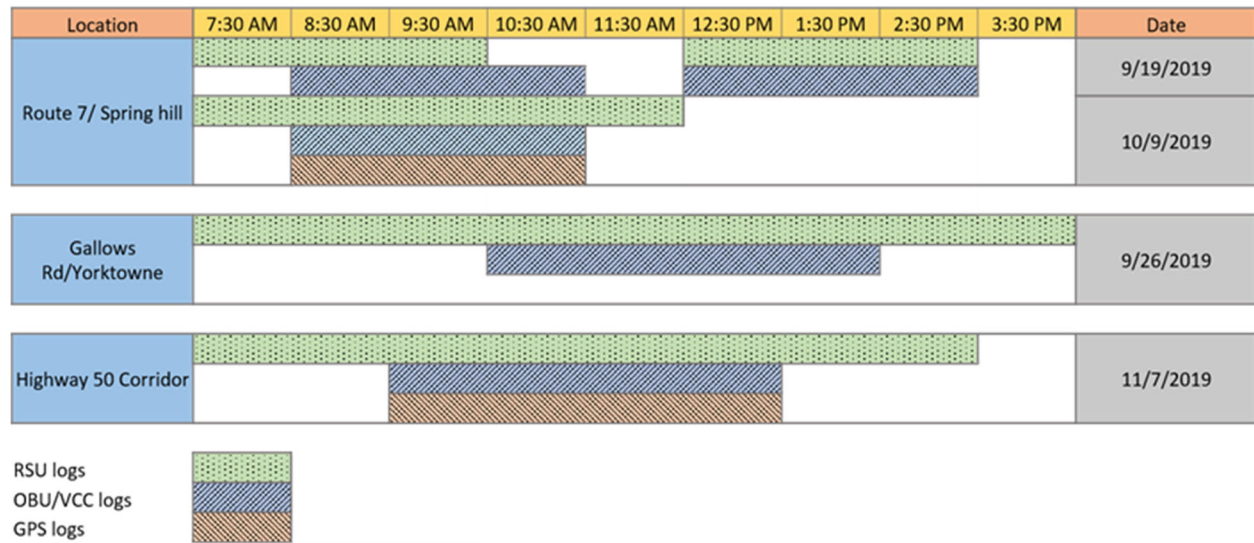 Location 7:30 AM 8:30 AM 9:30 AM 10:30 AM 11:30 AM 12:30 PM 1:30 PM 2:30 PM 3:30 PM Date
Route 7/ Spring hill
9/19/2019
10/9/2019
Gallows
Rd/Yorktowne
9/26/2019
Highway 50 Corridor
11/7/2019
RSU logs
OBU/VCC logs
GPS logs